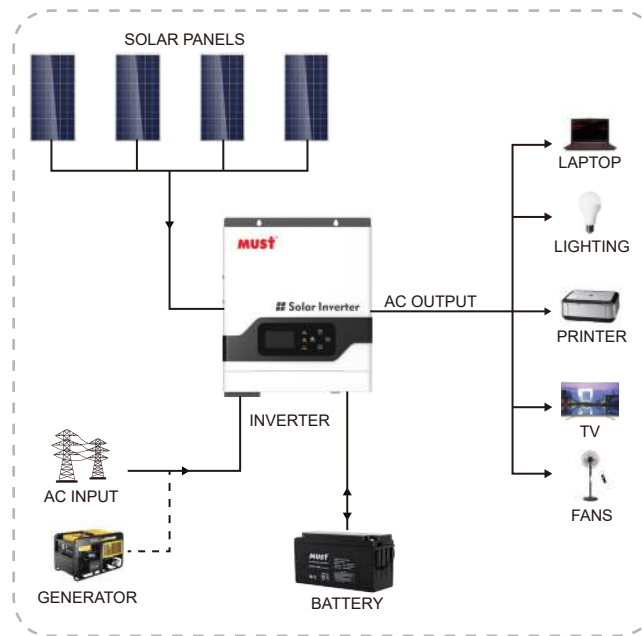 SOLAR PANELS
MUST
Solar Inverter
AC OUTPUT
LAPTOP
LIGHTING
PRINTER
TV
FANS
INVERTER
AC INPUT
GENERATOR
MUST
BATTERY